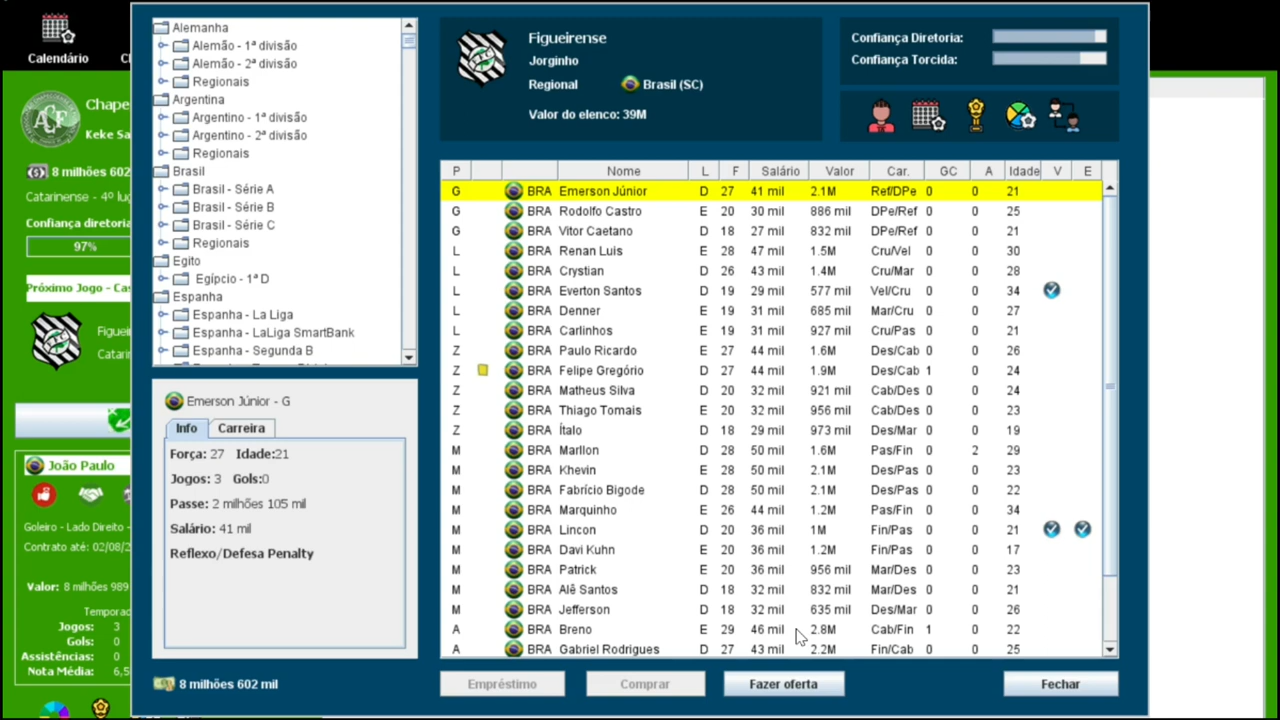 Calendário
Chape
Keke Sa
8 milhões 602
Catarinense - 4º lug
Confiança diretoria
97%
Próximo Jogo - Cas
Figuei
Catari
João Paulo
Goleiro - Lado Direito -
Contrato até: 02/08/2
Valor: 8 milhões 989
Tempora
Jogos: 3
Gols: 0
Assistências: 0
Nota Média: 6,5
Alemanha
Alemão - 1ª divisão
Alemão - 2ª divisão
Regionais
Argentina
Argentino - 1ª divisão
Argentino - 2ª divisão
Regionais
Brasil
Brasil - Série A
Brasil - Série B
Brasil - Série C
Regionais
Egito
Egípcio - 1ª D
Espanha
Espanha - La Liga
Espanha - LaLiga SmartBank
Espanha - Segunda B
Emerson Júnior - G
Info Carreira
Força: 27 Idade:21
Jogos: 3 Gols:0
Passe: 2 milhões 105 mil
Salário: 41 mil
Reflexo/Defesa Penalty
8 milhões 602 mil
Figueirense
Jorginho
Regional Brasil (SC)
Valor do elenco: 39M
Confiança Diretoria:
Confiança Torcida:
P Nome L F Salário Valor Car. GC A Idade V E
G BRA Emerson Júnior D 27 41 mil 2.1M Ref/DPe 0 0 21
G BRA Rodolfo Castro E 20 30 mil 886 mil DPe/Ref 0 0 25
G BRA Vitor Caetano D 18 27 mil 832 mil DPe/Ref 0 0 21
L BRA Renan Luis E 28 47 mil 1.5M Cru/Vel 0 0 30
L BRA Crystian D 26 43 mil 1.4M Cru/Mar 0 0 28
L BRA Everton Santos D 19 29 mil 577 mil Vel/Cru 0 0 34
L BRA Denner E 19 31 mil 685 mil Mar/Cru 0 0 27
L BRA Carlinhos E 19 31 mil 927 mil Cru/Pas 0 0 21
Z BRA Paulo Ricardo E 27 44 mil 1.6M Des/Cab 0 0 26
Z BRA Felipe Gregório D 27 44 mil 1.9M Des/Cab 1 0 24
Z BRA Matheus Silva D 20 32 mil 921 mil Cab/Des 0 0 24
Z BRA Thiago Tomais E 20 32 mil 956 mil Cab/Des 0 0 23
Z BRA Ítalo D 18 29 mil 973 mil Des/Mar 0 0 19
M BRA Marllon D 28 50 mil 1.6M Pas/Fin 0 2 29
M BRA Khevin E 28 50 mil 2.1M Des/Pas 0 0 23
M BRA Fabrício Bigode D 28 50 mil 2.1M Des/Pas 0 0 22
M BRA Marquinho E 26 44 mil 1.2M Pas/Fin 0 0 34
M BRA Lincon D 20 36 mil 1M Fin/Pas 0 0 21
M BRA Davi Kuhn E 20 36 mil 1.2M Fin/Pas 0 0 17
M BRA Patrick E 20 36 mil 956 mil Mar/Des 0 0 23
M BRA Alê Santos D 18 32 mil 832 mil Mar/Des 0 0 21
M BRA Jefferson D 18 32 mil 635 mil Des/Mar 0 0 26
A BRA Breno E 29 46 mil 2.8M Cab/Fin 1 0 22
A BRA Gabriel Rodrigues D 27 43 mil 2.2M Fin/Cab 0 0 25
Empréstimo Comprar Fazer oferta Fechar